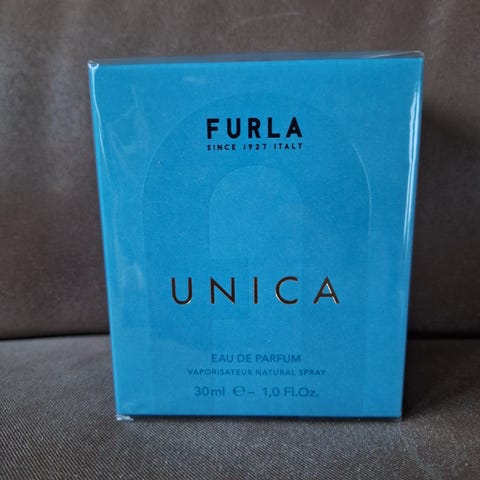 FURLA
SINCE 1927 ITALY
UNICA
EAU DE PARFUM
VAPORISATEUR NATURAL SPRAY
30ml ℮– 1,0 Fl.Oz.